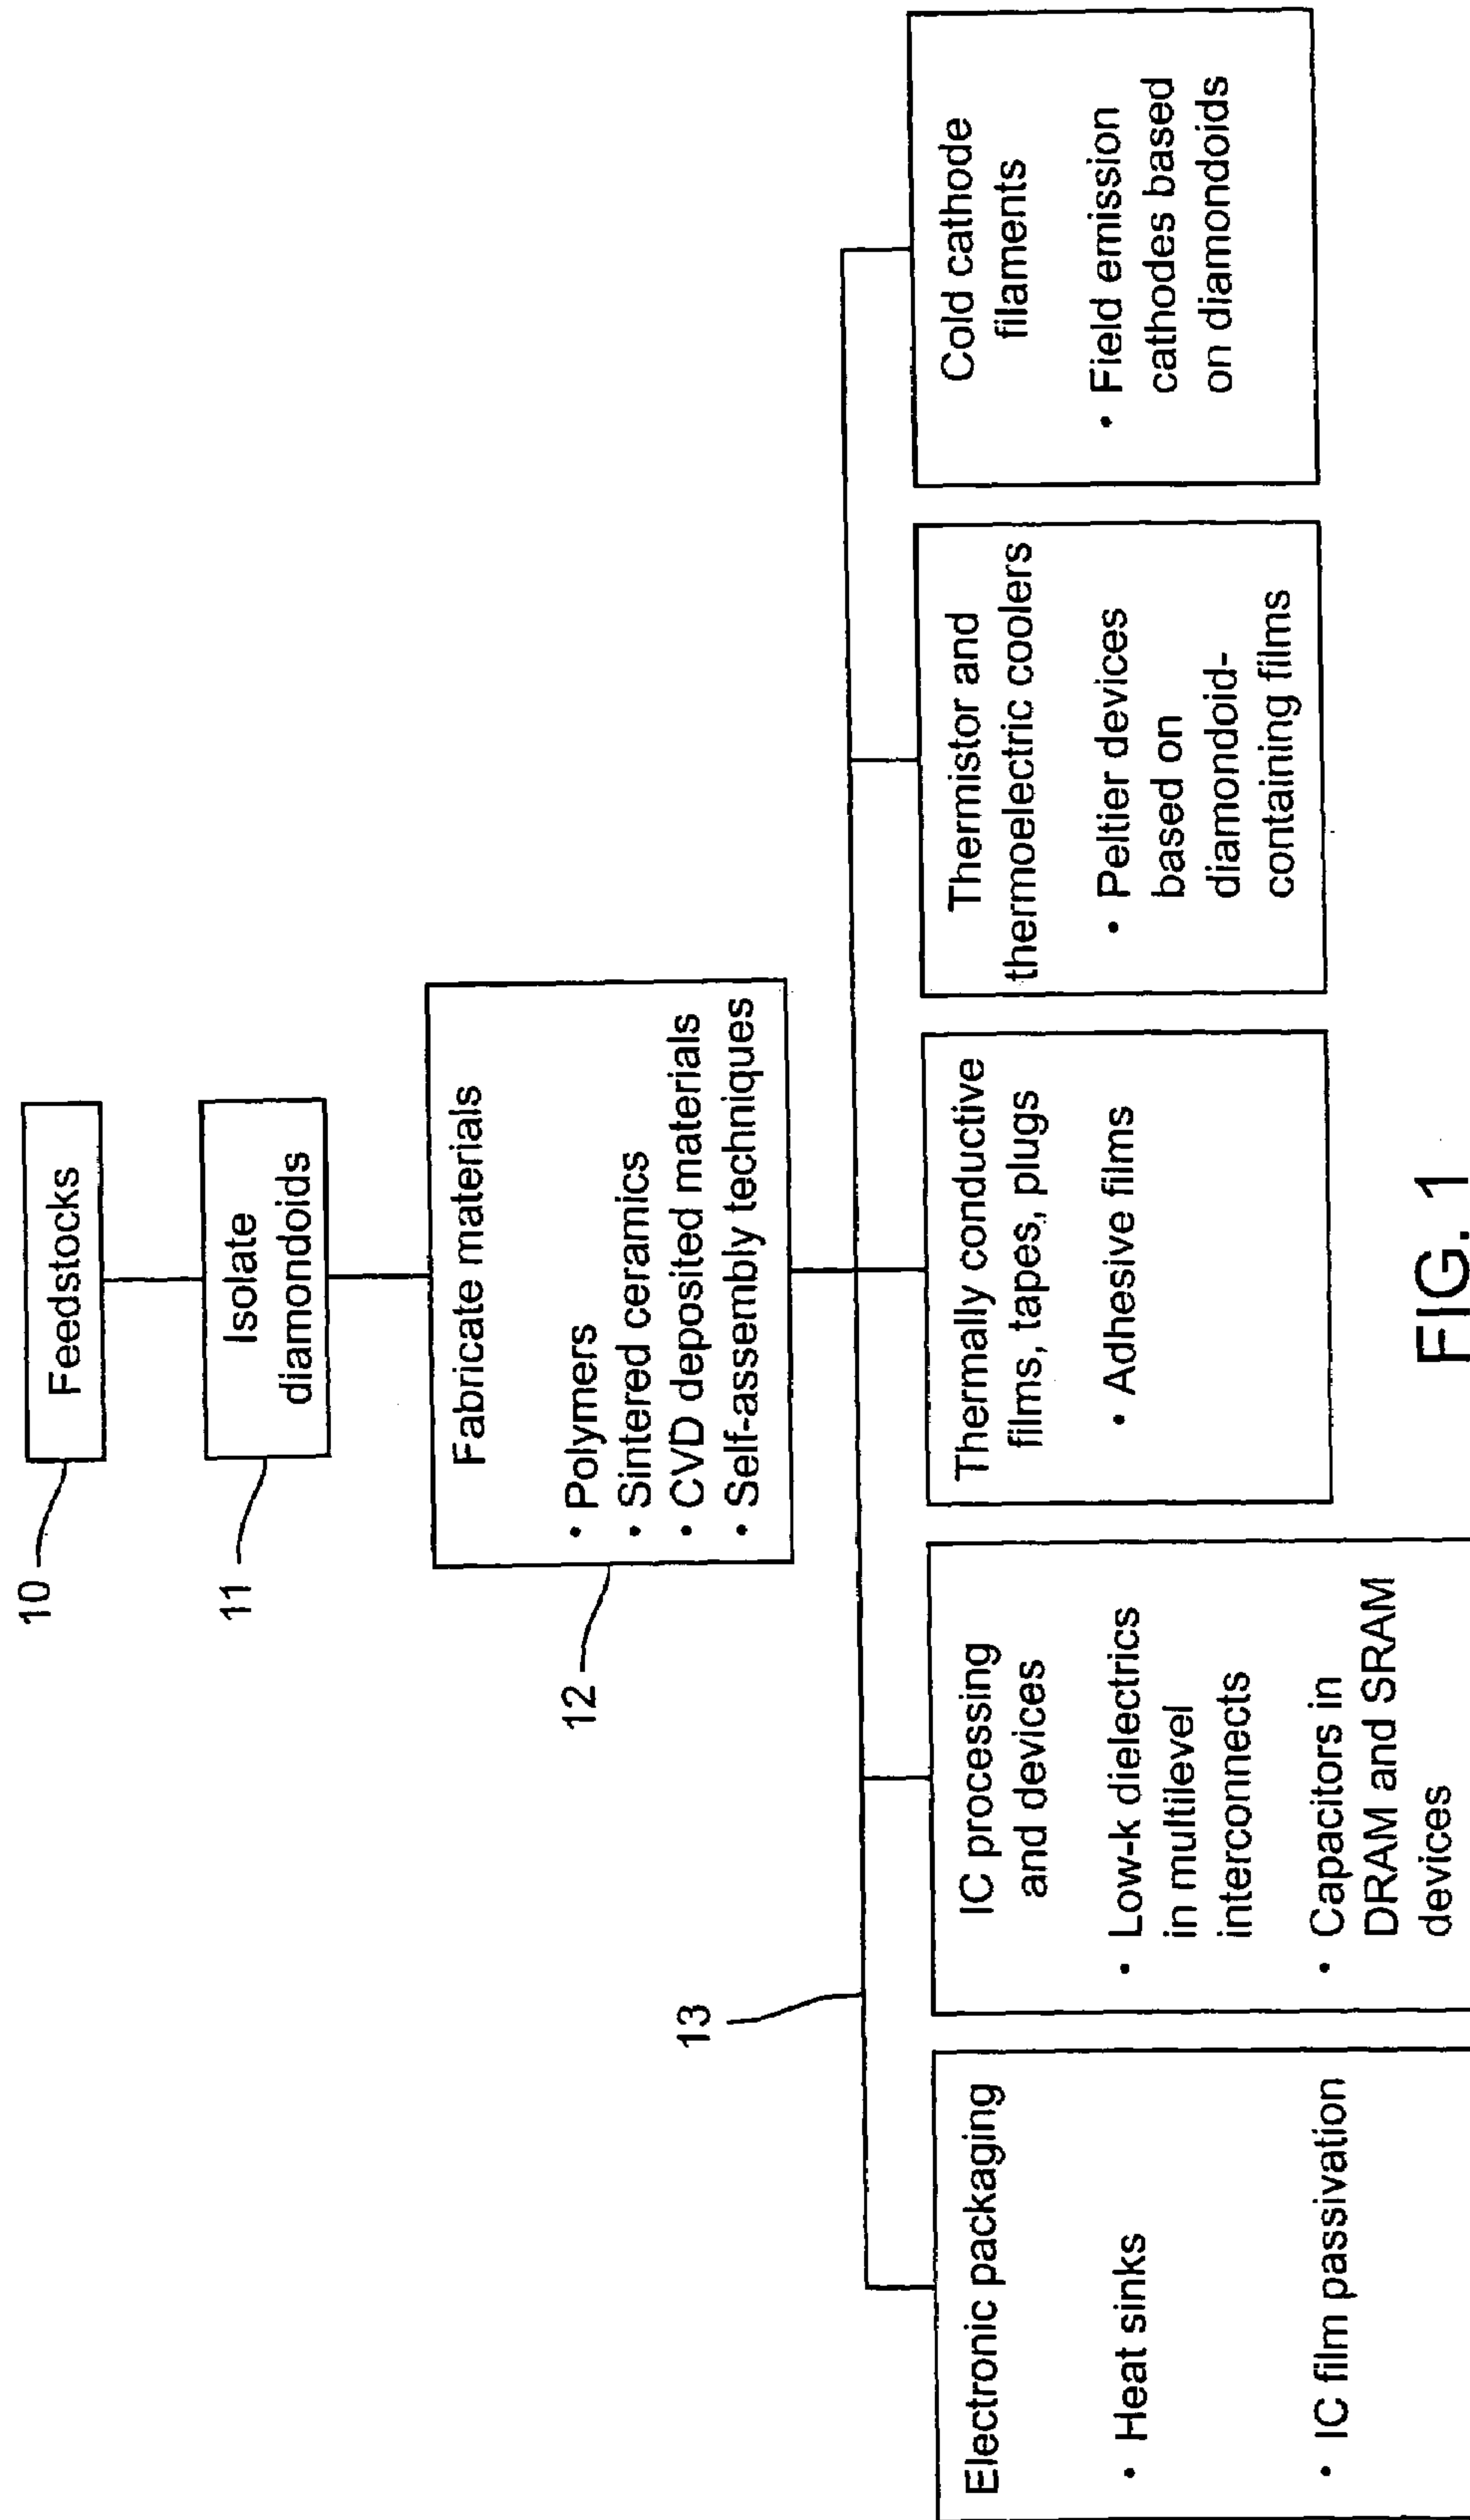 10
Feedstocks
11
Isolate
diamondoids
12
Fabricate materials
• Polymers
• Sintered ceramics
• CVD deposited materials
• Self-assembly techniques
13
Electronic packaging
• Heat sinks
• IC film passivation
IC processing
and devices
• Low-k dielectrics
in multilevel
interconnects
• Capacitors in
DRAM and SRAM
devices
Thermally conductive
films, tapes, plugs
• Adhesive films
Thermistor and
thermoelectric coolers
• Peltier devices
based on
diamondoid-
containing films
Cold cathode
filaments
• Field emission
cathodes based
on diamondoids
FIG. 1